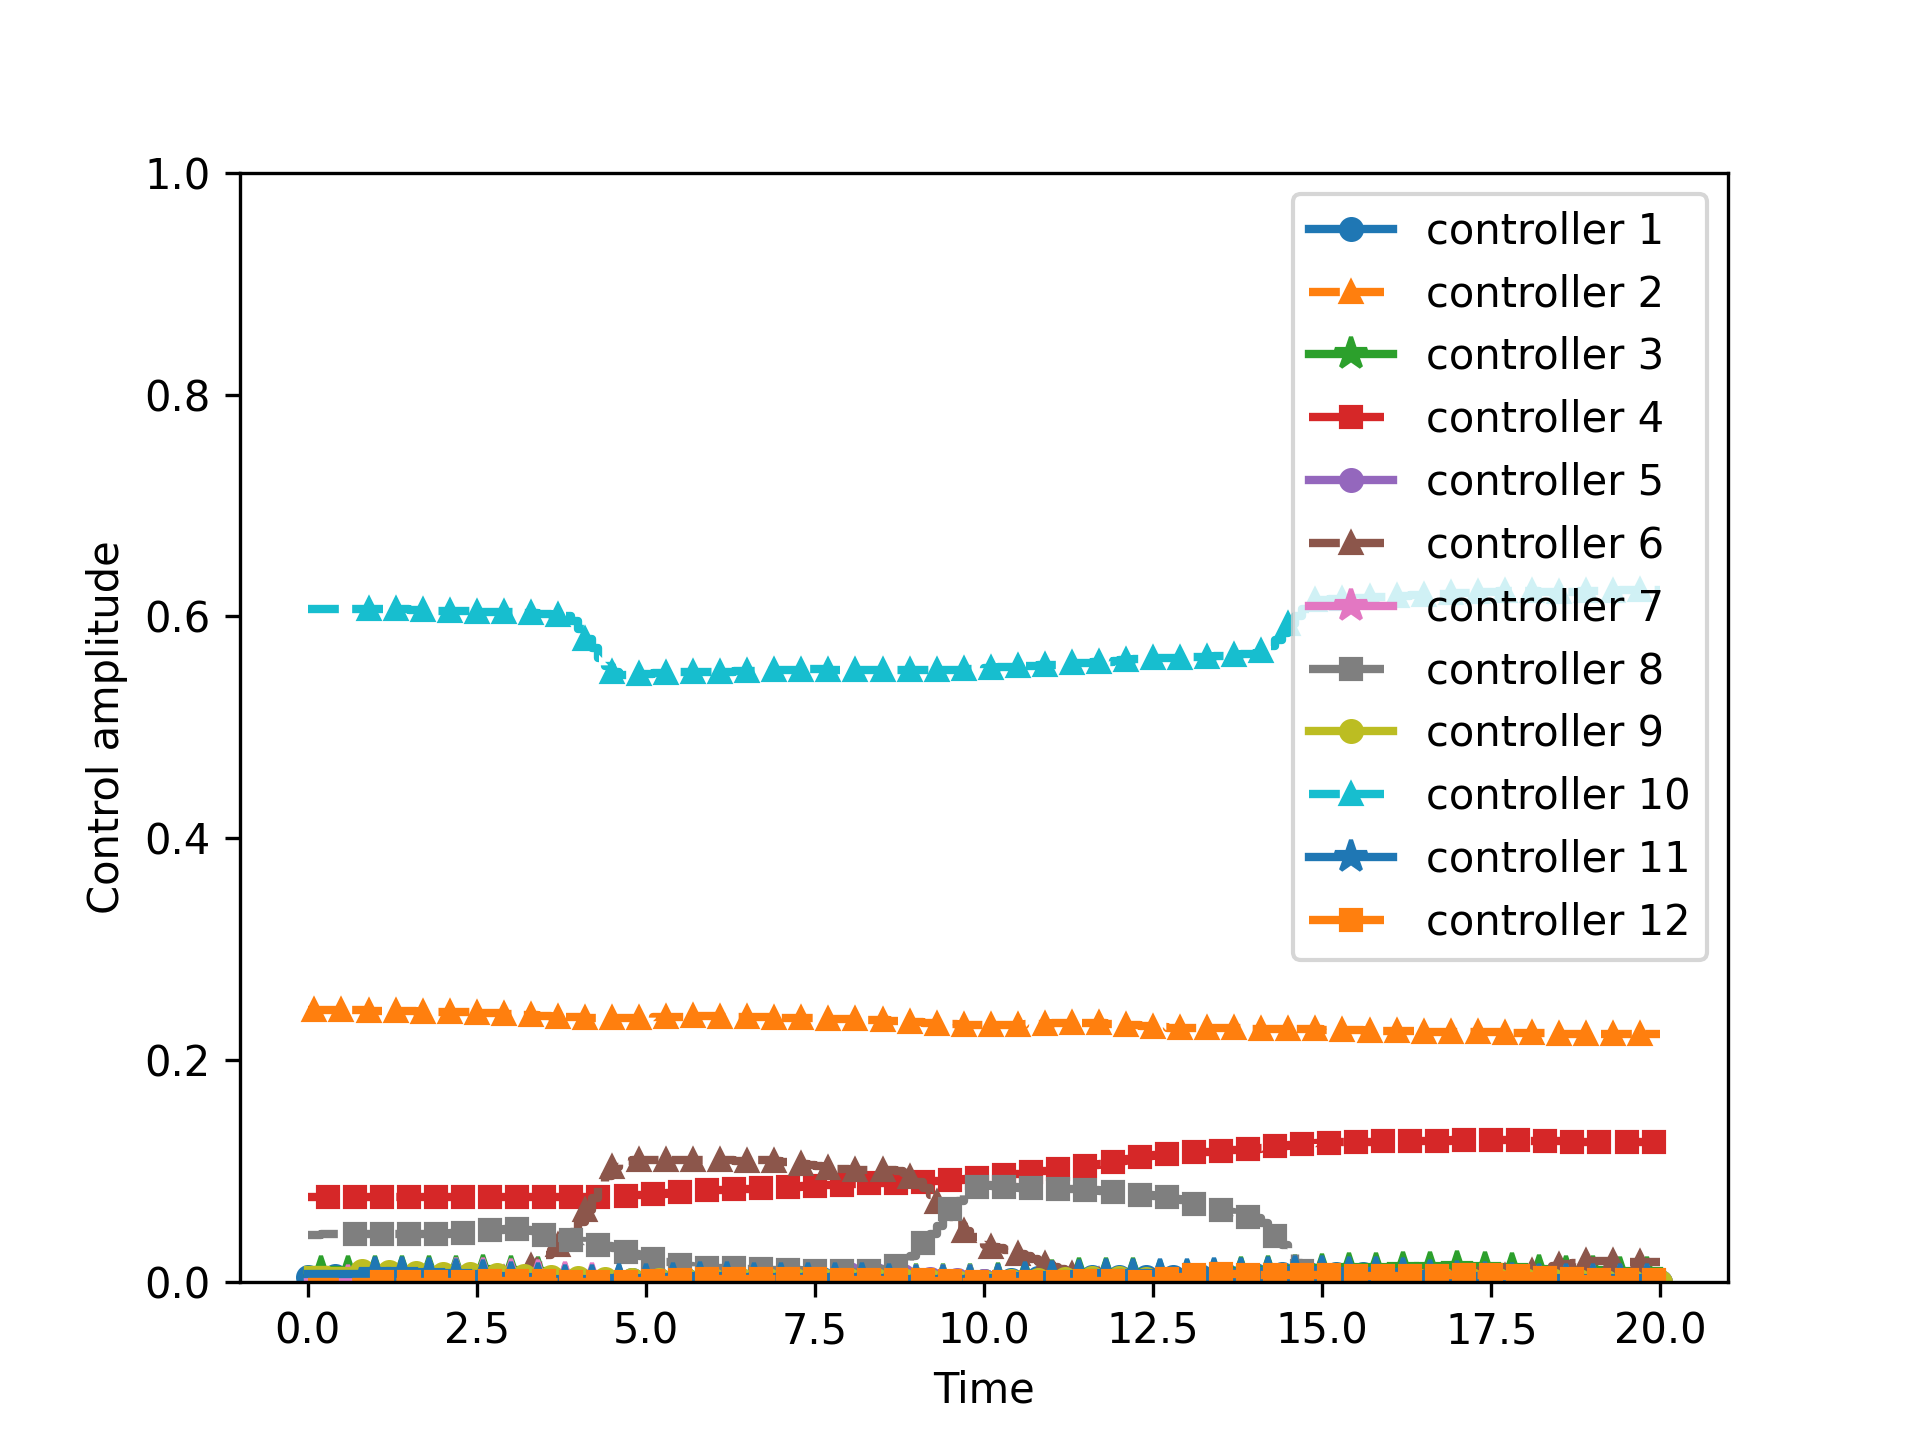 1.0
0.8
0.6
0.4
0.2
0.0
Control amplitude
controller 1
controller 2
controller 3
controller 4
controller 5
controller 6
controller 7
controller 8
controller 9
controller 10
controller 11
controller 12
0.0 2.5 5.0 7.5 10.0 12.5 15.0 17.5 20.0
Time